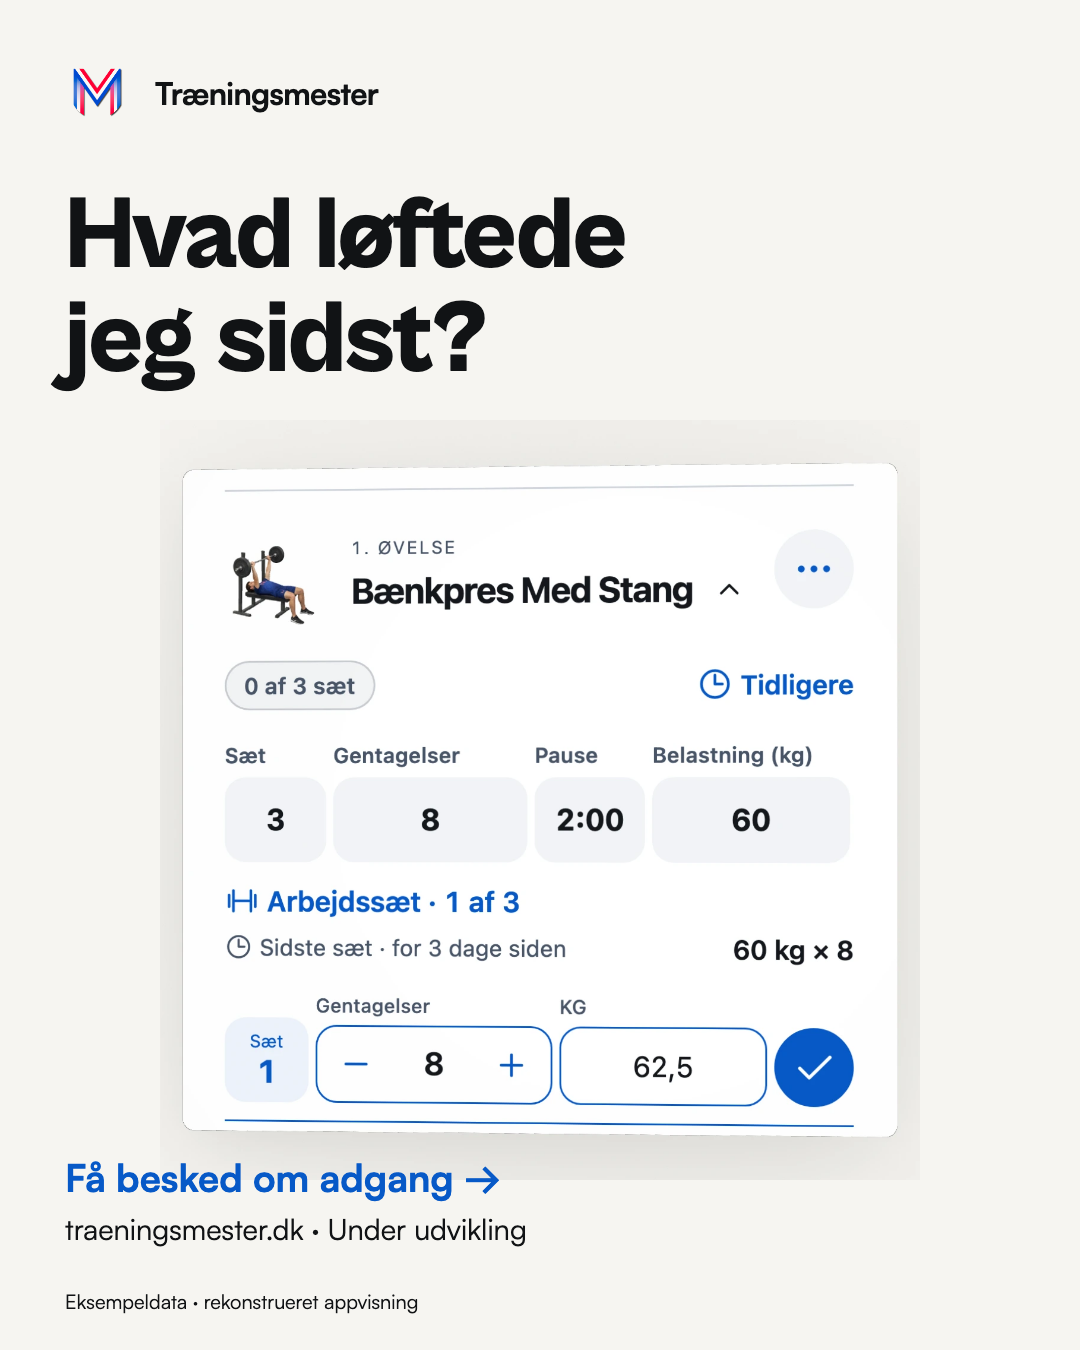 Træningsmester
Hvad løftede
jeg sidst?
1. ØVELSE
Bænkpres Med Stang
0 af 3 sæt
Tidligere
Sæt Gentagelser Pause Belastning (kg)
3 8 2:00 60
Arbejdssæt · 1 af 3
Sidste sæt · for 3 dage siden 60 kg × 8
Gentagelser KG
Sæt
1 − 8 + 62,5
Få besked om adgang →
traeningsmester.dk · Under udvikling
Eksempeldata · rekonstrueret appvisning